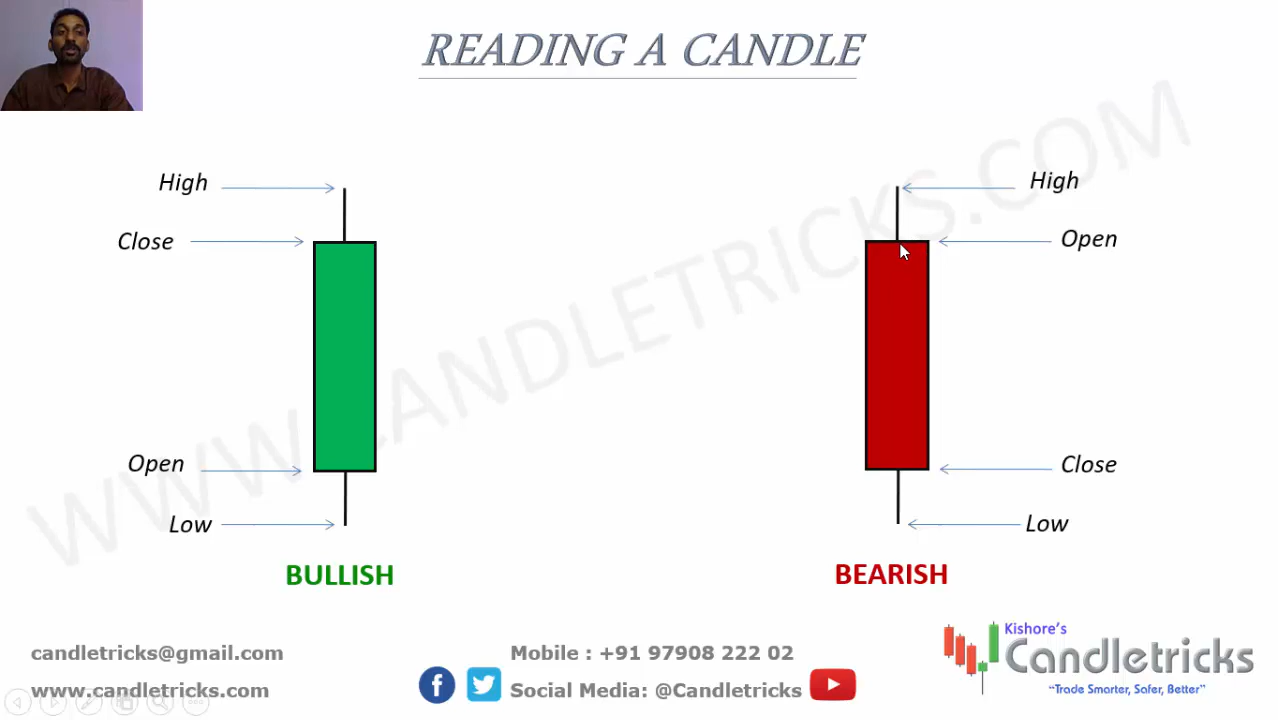 READING A CANDLE
WWW.CANDLETRICKS.COM
High
Close
Open
Low
BULLISH
High
Open
Close
Low
BEARISH
candletricks@gmail.com
www.candletricks.com
Mobile : +91 97908 222 02
Social Media: @Candletricks
Kishore's
Candletricks
"Trade Smarter, Safer, Better"